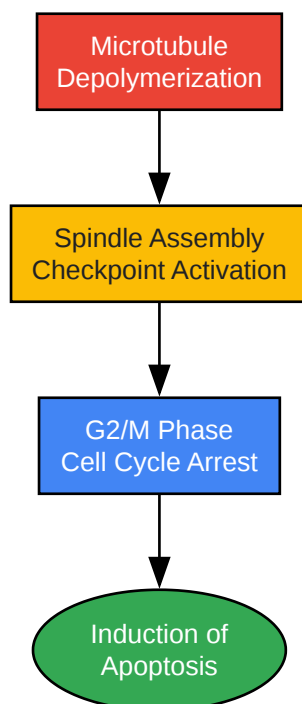 Microtubule
Depolymerization
Spindle Assembly
Checkpoint Activation
G2/M Phase
Cell Cycle Arrest
Induction of
Apoptosis